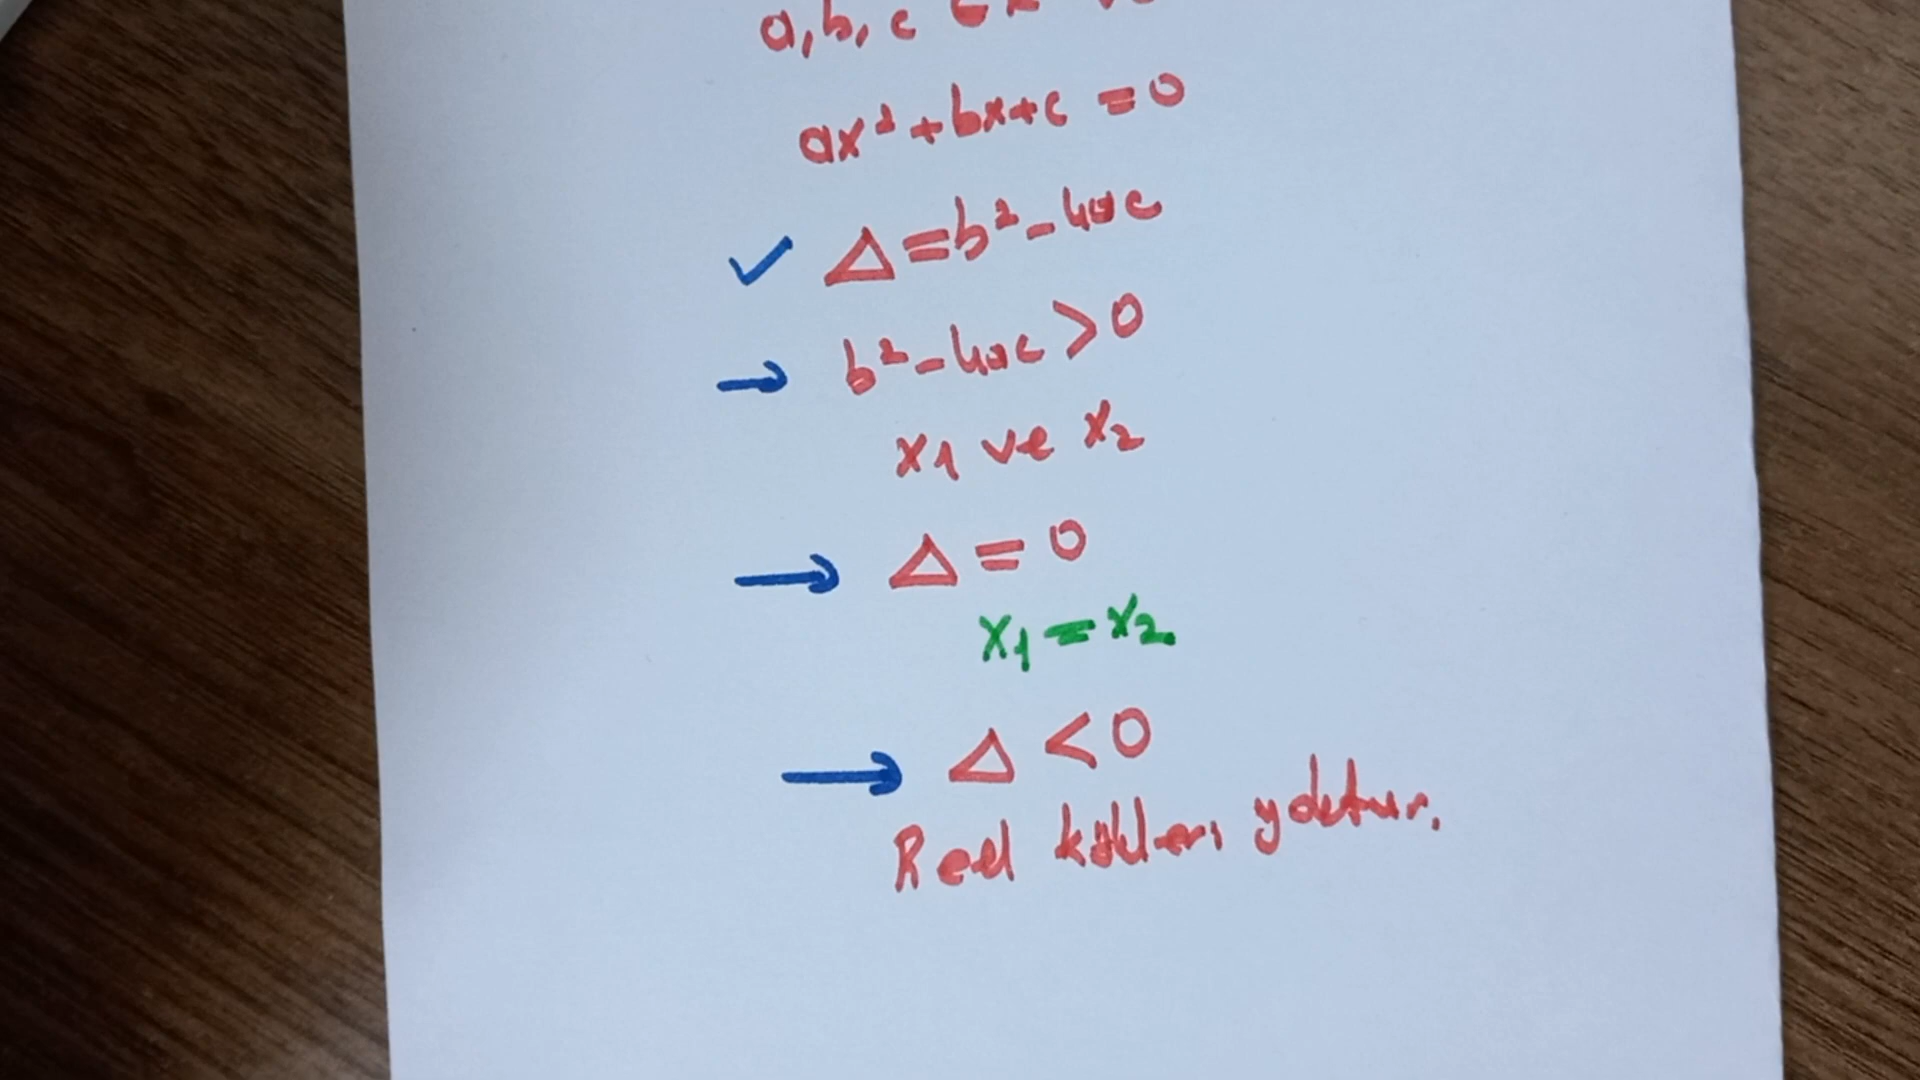 a, b, c ∈
ax² + bx + c = 0
✓ Δ = b² - 4ac
→ b² - 4ac > 0
x₁ ve x₂
→ Δ = 0
x₁ = x₂
→ Δ < 0
Reel kökleri yoktur.